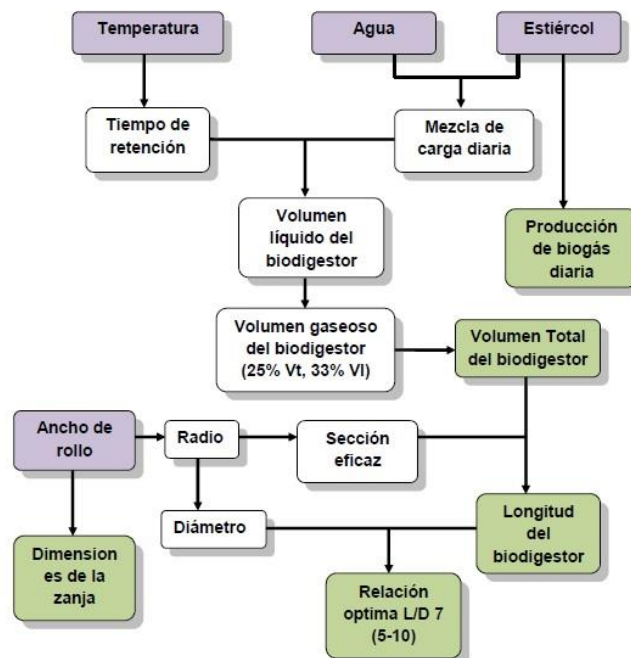 Temperatura
Agua
Estiércol
Tiempo de
retención
Mezcla de
carga diaria
Volumen
líquido del
biodigestor
Producción
de biogás
diaria
Volumen gaseoso
del biodigestor
(25% Vt, 33% Vl)
Volumen Total
del biodigestor
Ancho de
rollo
Radio
Sección
eficaz
Diámetro
Longitud
del
biodigestor
Dimension
es de la
zanja
Relación
optima L/D 7
(5-10)